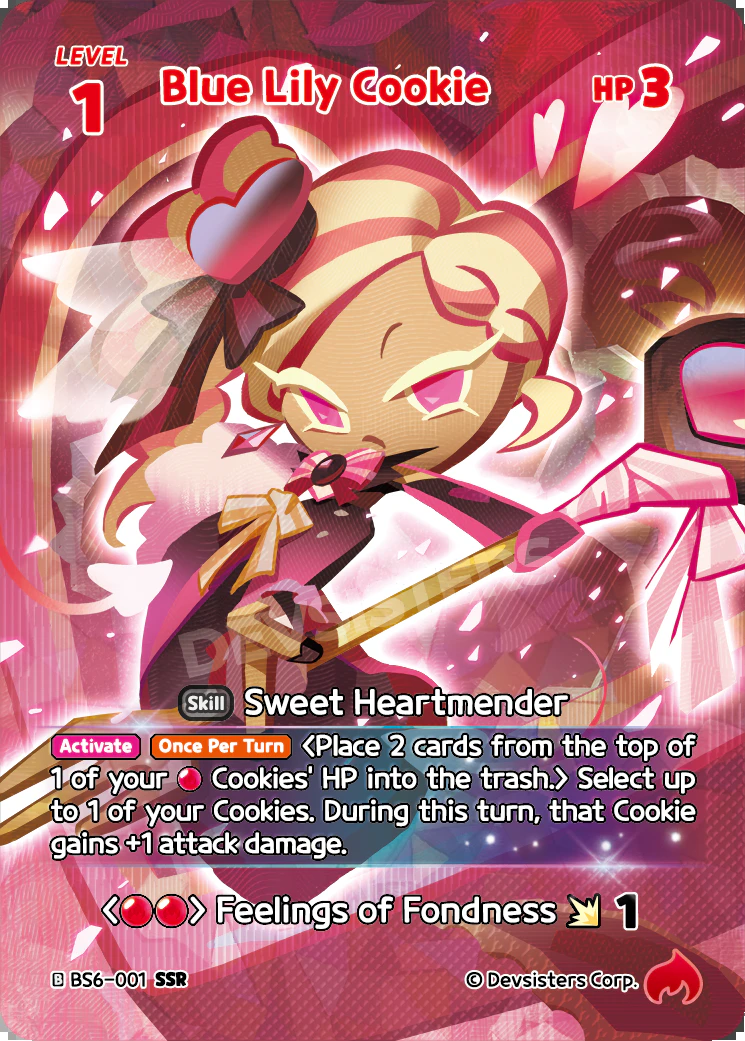 LEVEL
1
Blue Lily Cookie
HP 3
DEVSISTERS
Skill Sweet Heartmender
Activate Once Per Turn <Place 2 cards from the top of
1 of your Cookies' HP into the trash.> Select up
to 1 of your Cookies. During this turn, that Cookie
gains +1 attack damage.
< > Feelings of Fondness 1
B BS6-001 SSR
© Devsisters Corp.